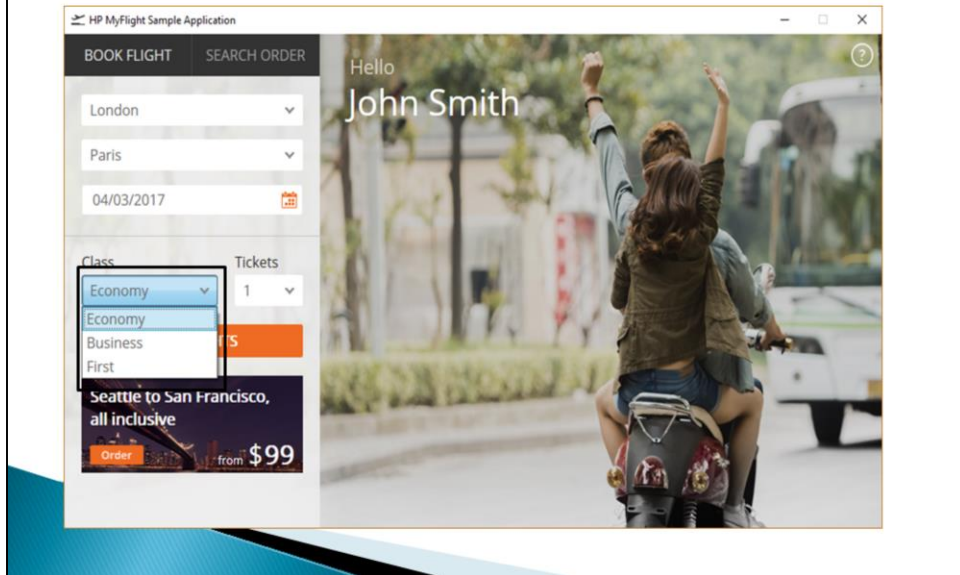 HP MyFlight Sample Application
BOOK FLIGHT
SEARCH ORDER
Hello
John Smith
London
Paris
04/03/2017
Class
Tickets
Economy
1
Economy
Business
First
Seattle to San Francisco,
all inclusive
Order
from $99